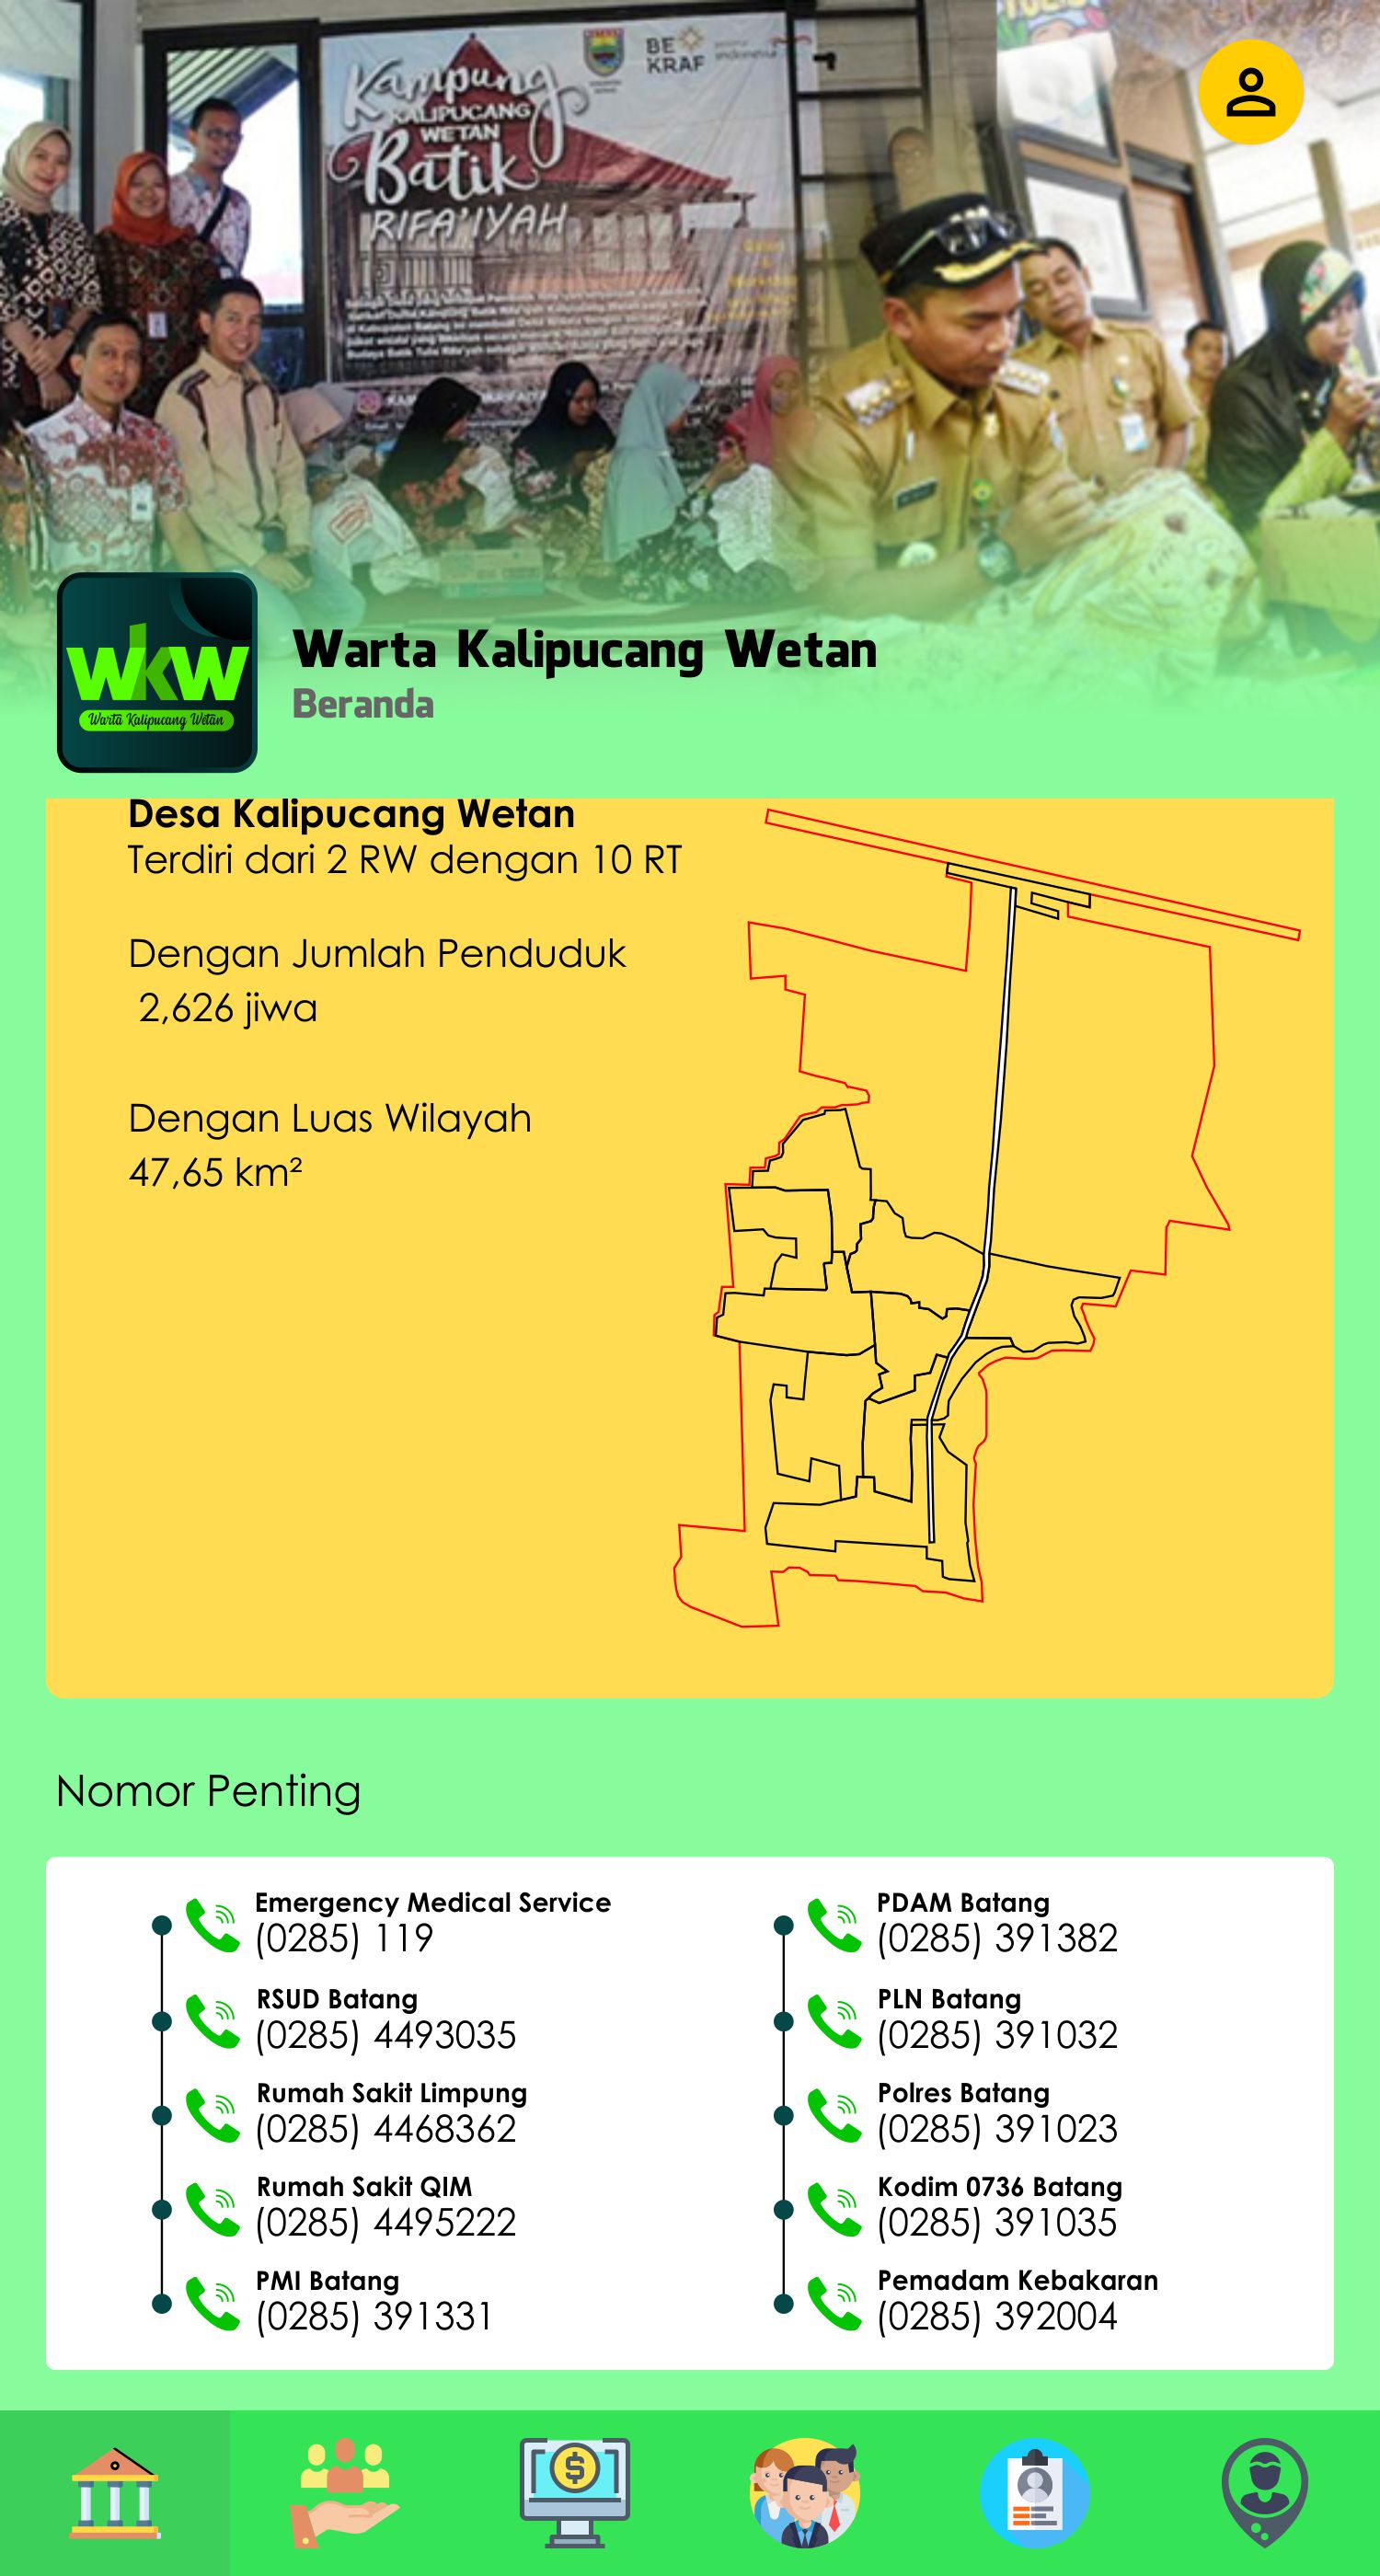 Kampung
KALIPUCANG
WETAN
Batik
RIFA'IYAH
BE
KRAF
indonesia
wkw
Warta Kalipucang Wetan
Warta Kalipucang Wetan
Beranda
Desa Kalipucang Wetan
Terdiri dari 2 RW dengan 10 RT
Dengan Jumlah Penduduk
2,626 jiwa
Dengan Luas Wilayah
47,65 km²
Nomor Penting
Emergency Medical Service
(0285) 119
RSUD Batang
(0285) 4493035
Rumah Sakit Limpung
(0285) 4468362
Rumah Sakit QIM
(0285) 4495222
PMI Batang
(0285) 391331
PDAM Batang
(0285) 391382
PLN Batang
(0285) 391032
Polres Batang
(0285) 391023
Kodim 0736 Batang
(0285) 391035
Pemadam Kebakaran
(0285) 392004